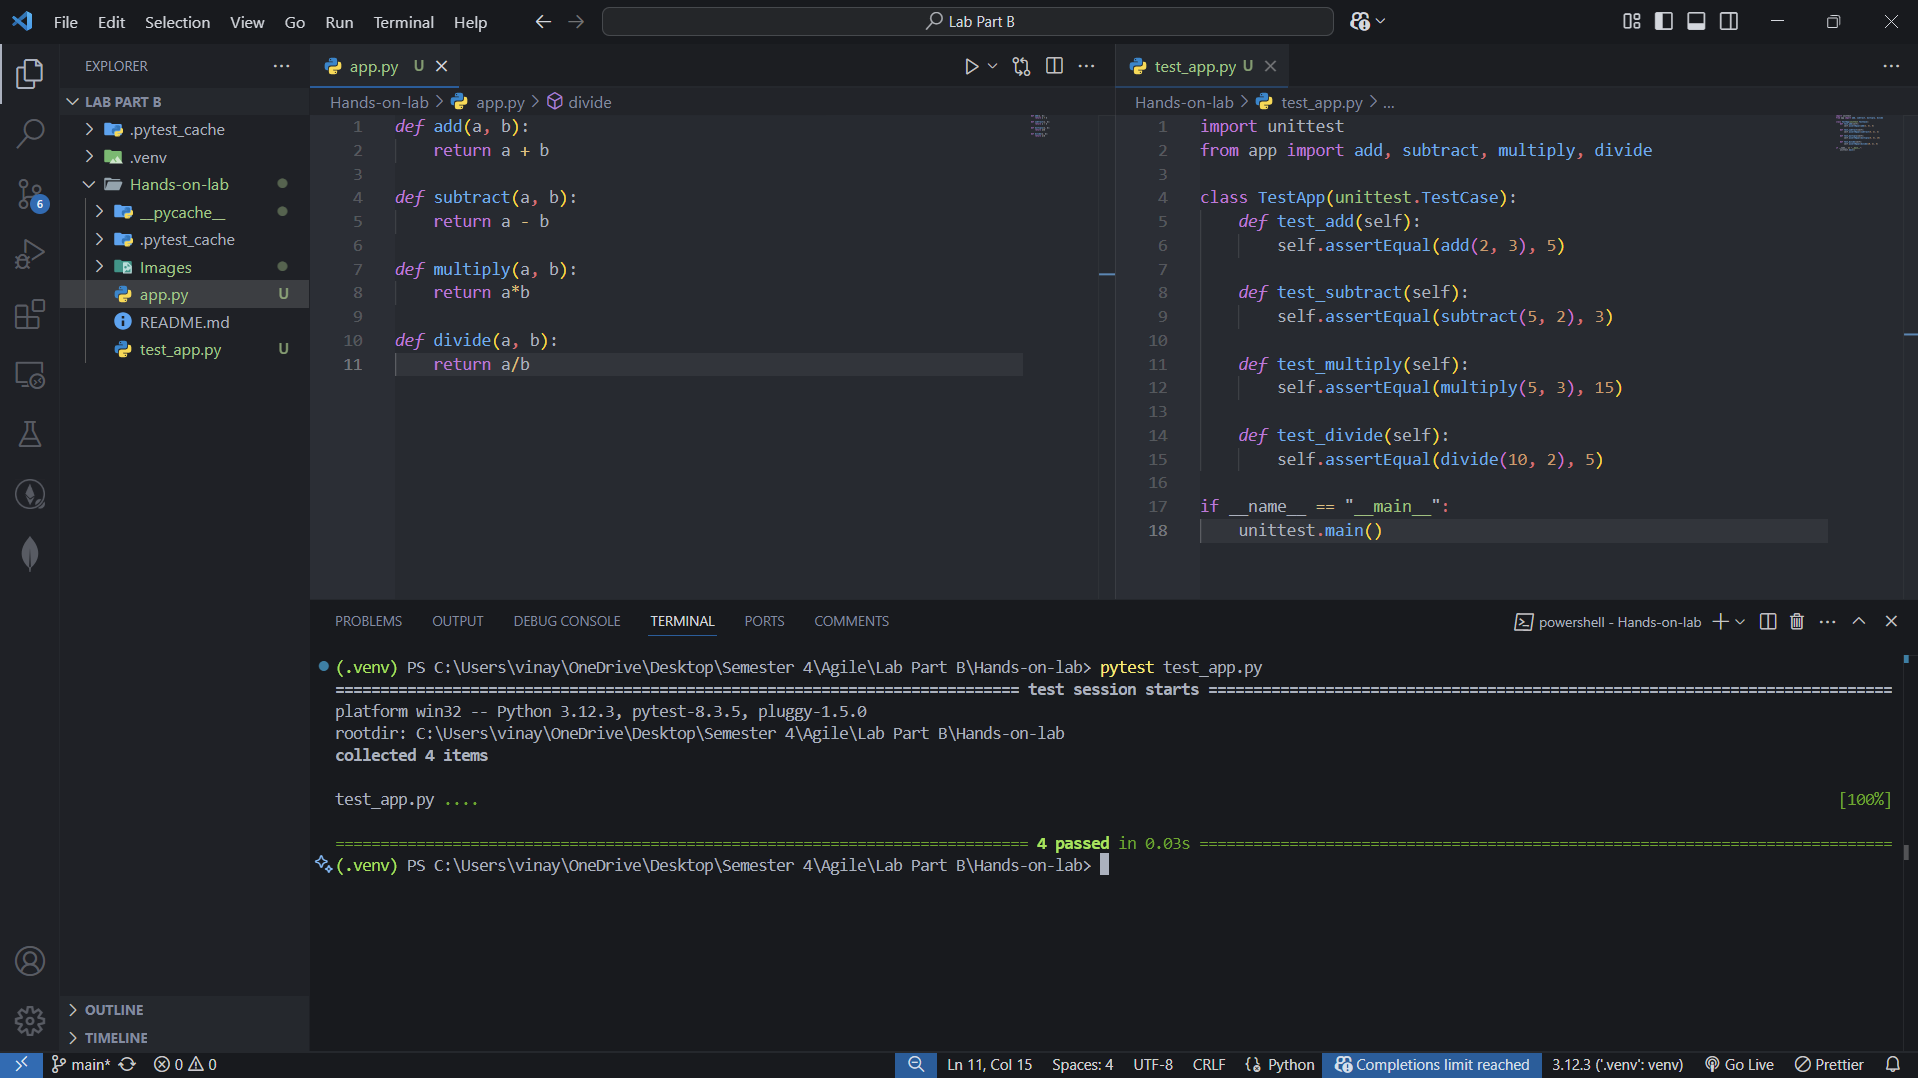 File Edit Selection View Go Run Terminal Help
Lab Part B
EXPLORER
LAB PART B
.pytest_cache
.venv
Hands-on-lab
__pycache__
.pytest_cache
Images
app.py U
README.md
test_app.py U
OUTLINE
TIMELINE
6
app.py U
Hands-on-lab > app.py > divide
1 def add(a, b):
2     return a + b
3
4 def subtract(a, b):
5     return a - b
6
7 def multiply(a, b):
8     return a*b
9
10 def divide(a, b):
11     return a/b
test_app.py U
Hands-on-lab > test_app.py > ...
1 import unittest
2 from app import add, subtract, multiply, divide
3
4 class TestApp(unittest.TestCase):
5     def test_add(self):
6         self.assertEqual(add(2, 3), 5)
7
8     def test_subtract(self):
9         self.assertEqual(subtract(5, 2), 3)
10
11     def test_multiply(self):
12         self.assertEqual(multiply(5, 3), 15)
13
14     def test_divide(self):
15         self.assertEqual(divide(10, 2), 5)
16
17 if __name__ == "__main__":
18     unittest.main()
PROBLEMS OUTPUT DEBUG CONSOLE TERMINAL PORTS COMMENTS
powershell - Hands-on-lab
(.venv) PS C:\Users\vinay\OneDrive\Desktop\Semester 4\Agile\Lab Part B\Hands-on-lab> pytest test_app.py
============================================================================ test session starts ============================================================================
platform win32 -- Python 3.12.3, pytest-8.3.5, pluggy-1.5.0
rootdir: C:\Users\vinay\OneDrive\Desktop\Semester 4\Agile\Lab Part B\Hands-on-lab
collected 4 items
test_app.py .... [100%]
============================================================================= 4 passed in 0.03s =============================================================================
(.venv) PS C:\Users\vinay\OneDrive\Desktop\Semester 4\Agile\Lab Part B\Hands-on-lab>
main* 0 0 Ln 11, Col 15 Spaces: 4 UTF-8 CRLF Python Completions limit reached 3.12.3 ('.venv': venv) Go Live Prettier